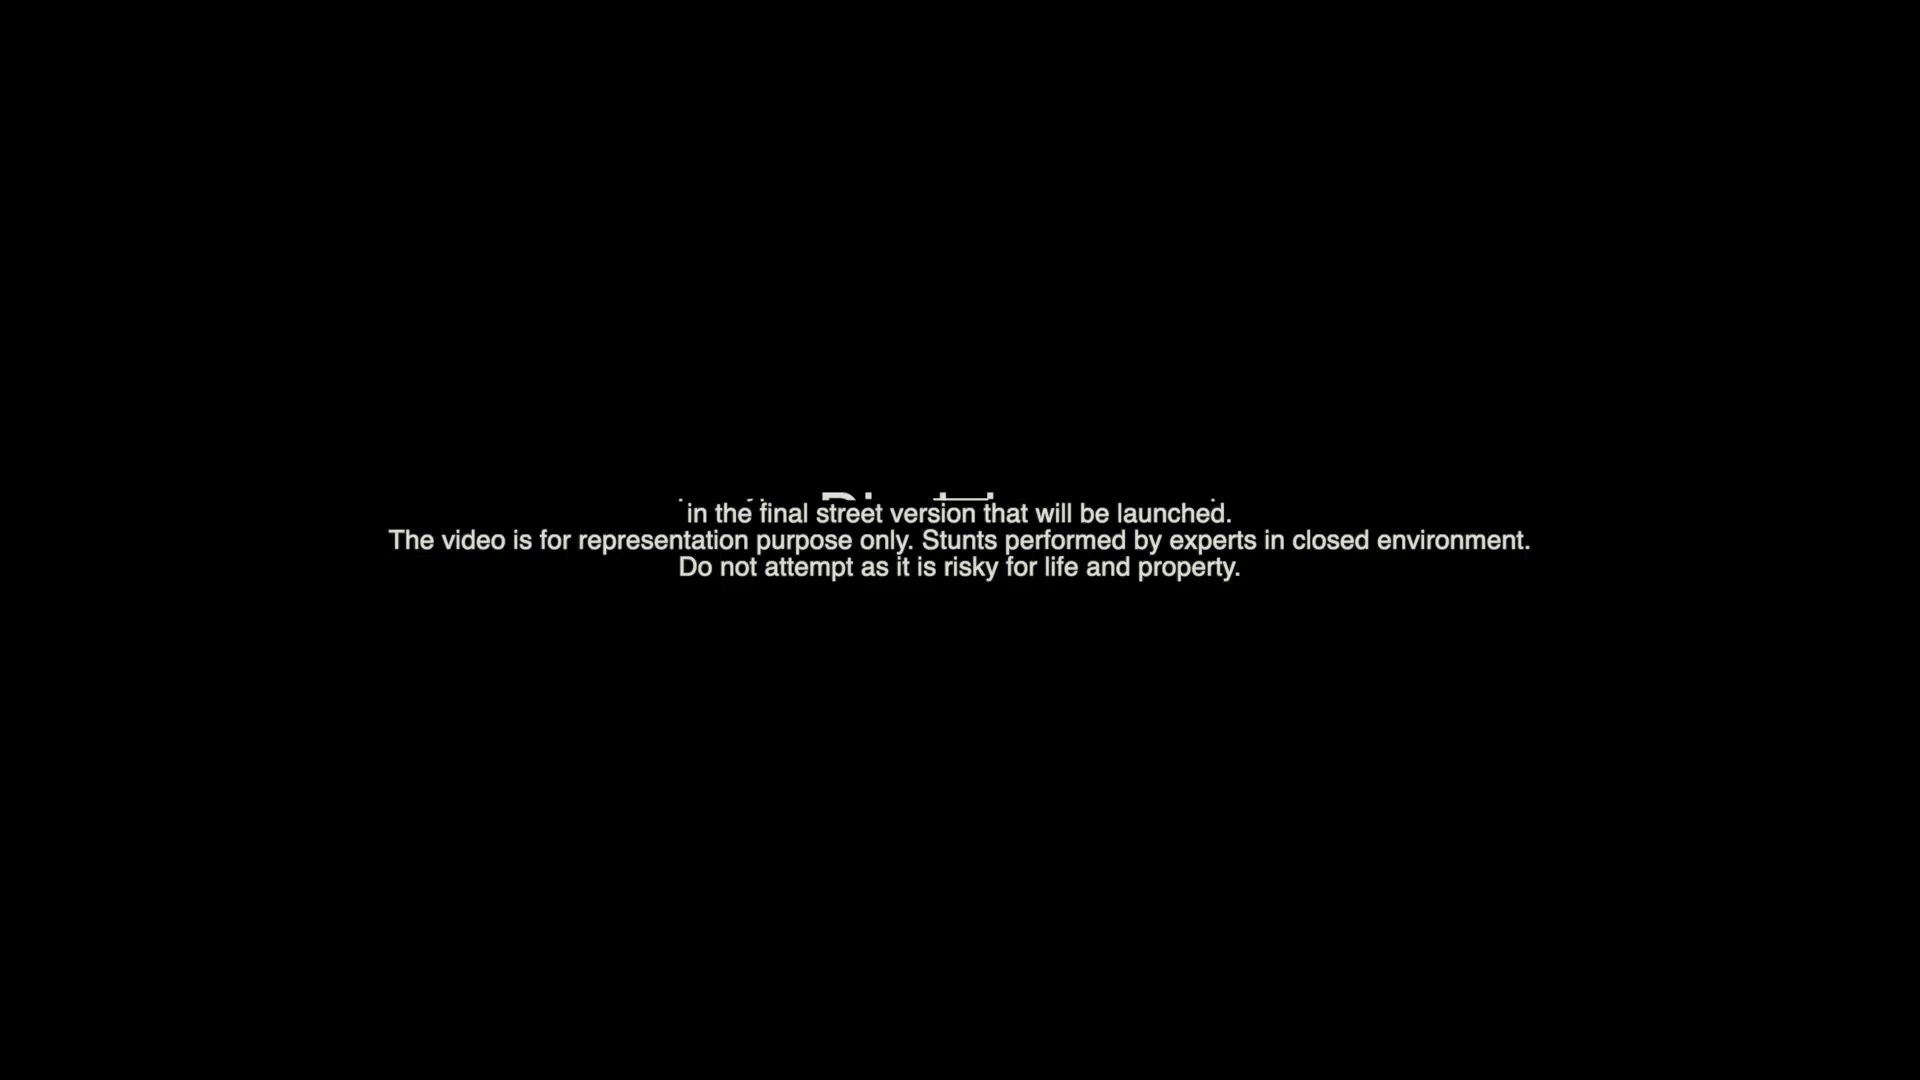 in the final street version that will be launched.
The video is for representation purpose only. Stunts performed by experts in closed environment.
Do not attempt as it is risky for life and property.